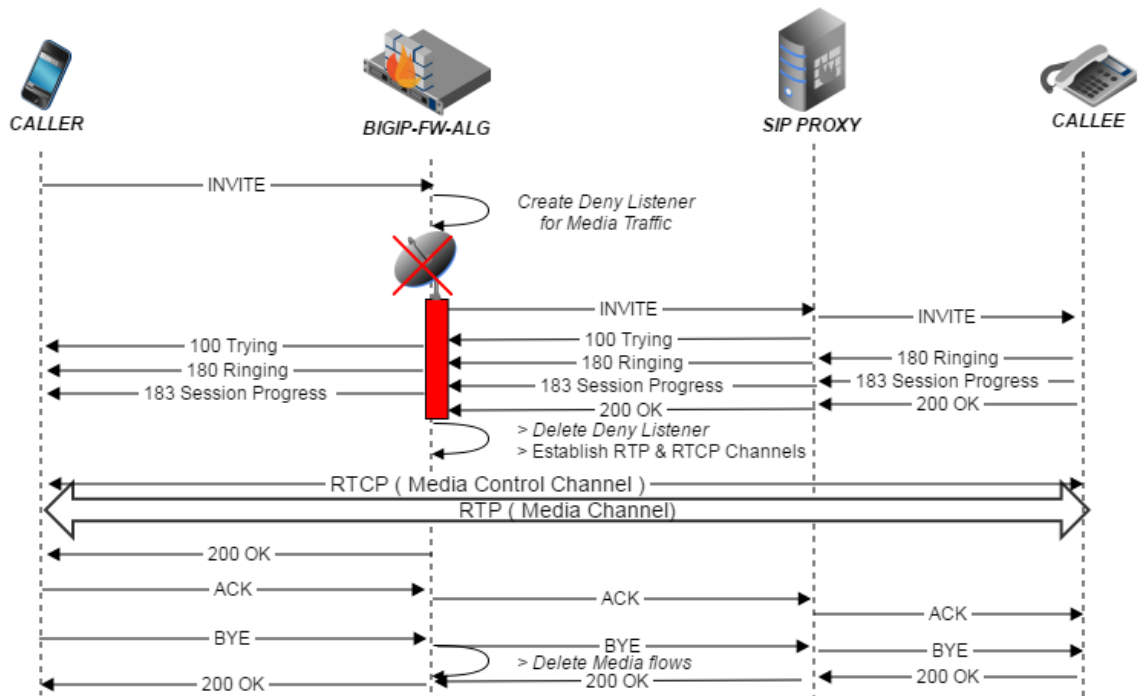 CALLER
BIGIP-FW-ALG
SIP PROXY
CALLEE
INVITE
Create Deny Listener
for Media Traffic
INVITE
INVITE
100 Trying
100 Trying
180 Ringing
180 Ringing
180 Ringing
183 Session Progress
183 Session Progress
183 Session Progress
200 OK
200 OK
> Delete Deny Listener
> Establish RTP & RTCP Channels
RTCP ( Media Control Channel )
RTP ( Media Channel)
200 OK
ACK
ACK
ACK
BYE
BYE
BYE
> Delete Media flows
200 OK
200 OK
200 OK